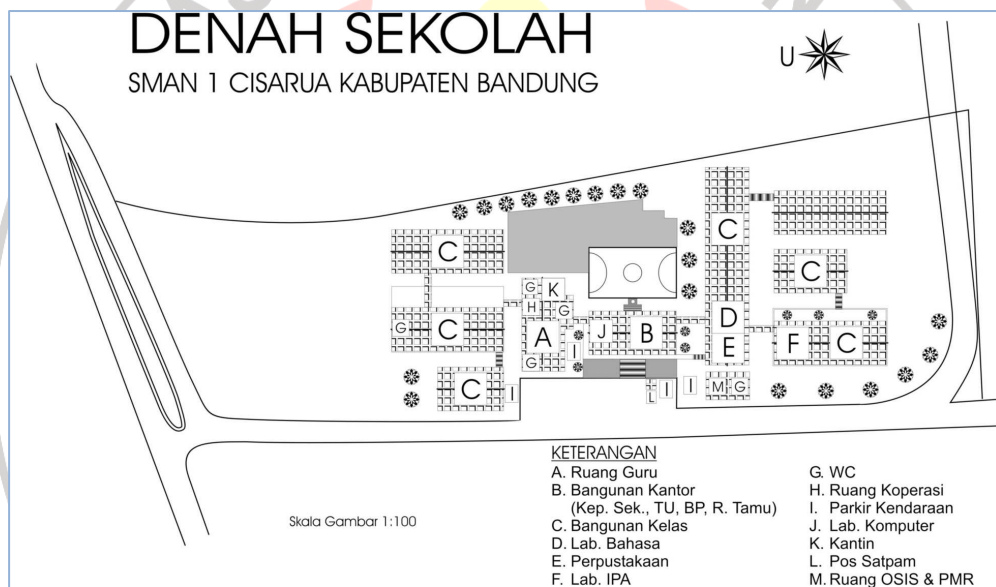 DENAH SEKOLAH
SMAN 1 CISARUA KABUPATEN BANDUNG
U
C
C
G
K
C
H
G
G
C
A
J
B
D
I
E
F
C
G
C
I
L
I
I
M
G
Skala Gambar 1:100
KETERANGAN
A. Ruang Guru
B. Bangunan Kantor
(Kep. Sek., TU, BP, R. Tamu)
C. Bangunan Kelas
D. Lab. Bahasa
E. Perpustakaan
F. Lab. IPA
G. WC
H. Ruang Koperasi
I. Parkir Kendaraan
J. Lab. Komputer
K. Kantin
L. Pos Satpam
M. Ruang OSIS & PMR